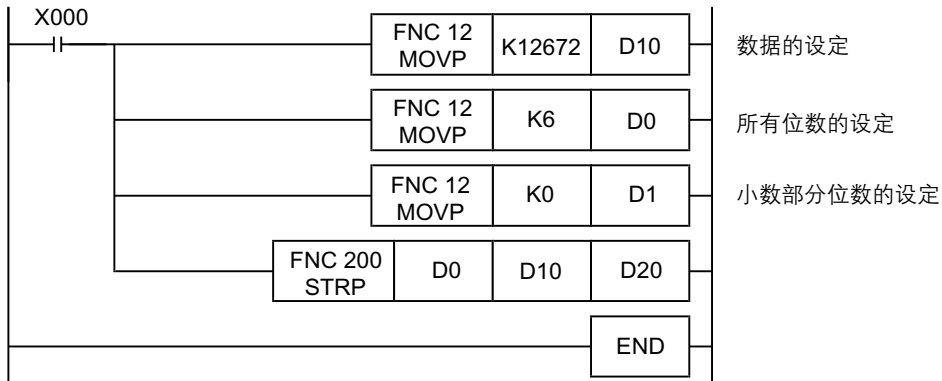 X000
FNC 12
MOVP
K12672
D10
数据的设定
FNC 12
MOVP
K6
D0
所有位数的设定
FNC 12
MOVP
K0
D1
小数部分位数的设定
FNC 200
STRP
D0
D10
D20
END